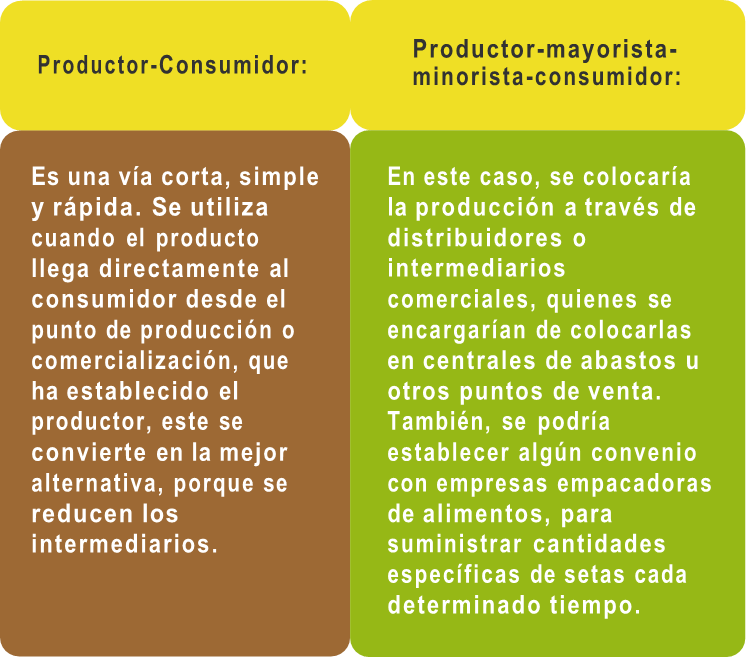 Productor-Consumidor:
Es una vía corta, simple
y rápida. Se utiliza
cuando el producto
llega directamente al
consumidor desde el
punto de producción o
comercialización, que
ha establecido el
productor, este se
convierte en la mejor
alternativa, porque se
reducen los
intermediarios.
Productor-mayorista-
minorista-consumidor:
En este caso, se colocaría
la producción a través de
distribuidores o
intermediarios
comerciales, quienes se
encargarían de colocarlas
en centrales de abastos u
otros puntos de venta.
También, se podría
establecer algún convenio
con empresas empacadoras
de alimentos, para
suministrar cantidades
específicas de setas cada
determinado tiempo.